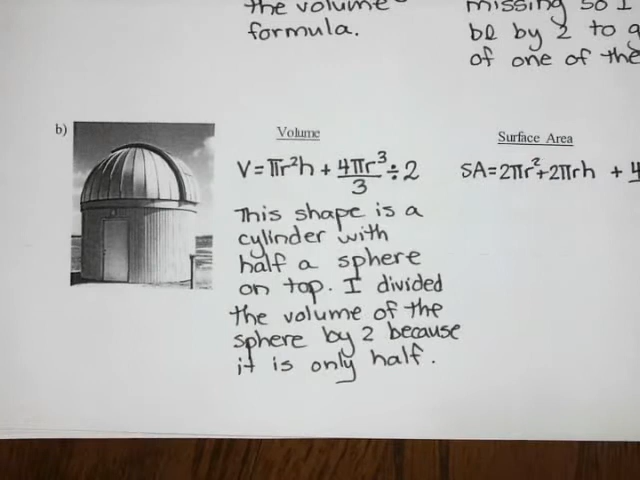 the volume
formula.
missing so I
be by 2 to
of one of the
b)
Volume
V=πr²h + 4πr³/3 ÷ 2
This shape is a
cylinder with
half a sphere
on top. I divided
the volume of the
sphere by 2 because
it is only half.
Surface Area
SA=2πr²+2πrh + 4